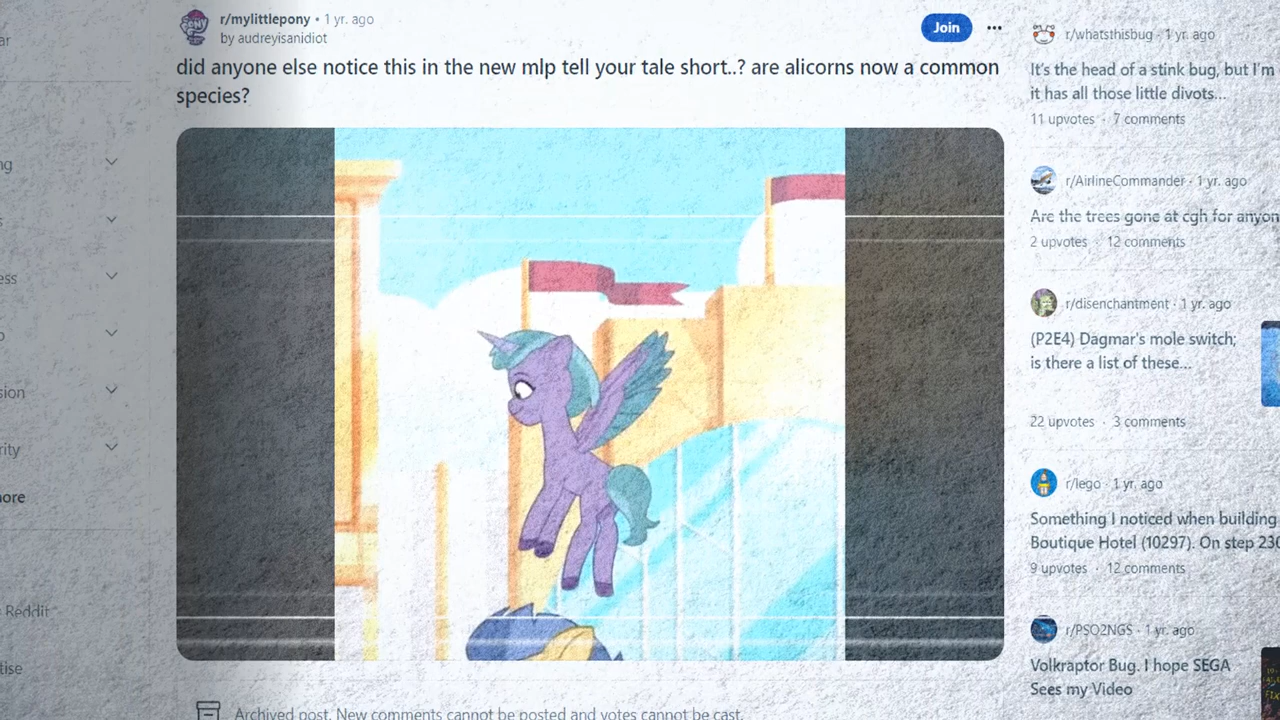 ar
ng
s
ess
o
sion
rity
ore
Reddit
tise
r/mylittlepony • 1 yr. ago
by audreyisanidiot
Join
did anyone else notice this in the new mlp tell your tale short..? are alicorns now a common
species?
Archived post. New comments cannot be posted and votes cannot be cast.
r/whatsthisbug · 1 yr. ago
It's the head of a stink bug, but I'm
it has all those little divots...
11 upvotes · 7 comments
r/AirlineCommander · 1 yr. ago
Are the trees gone at cgh for anyon
2 upvotes · 12 comments
r/disenchantment · 1 yr. ago
(P2E4) Dagmar's mole switch;
is there a list of these...
22 upvotes · 3 comments
r/lego · 1 yr. ago
Something I noticed when building
Boutique Hotel (10297). On step 230
9 upvotes · 12 comments
r/PSO2NGS · 1 yr. ago
Volkraptor Bug. I hope SEGA
Sees my Video